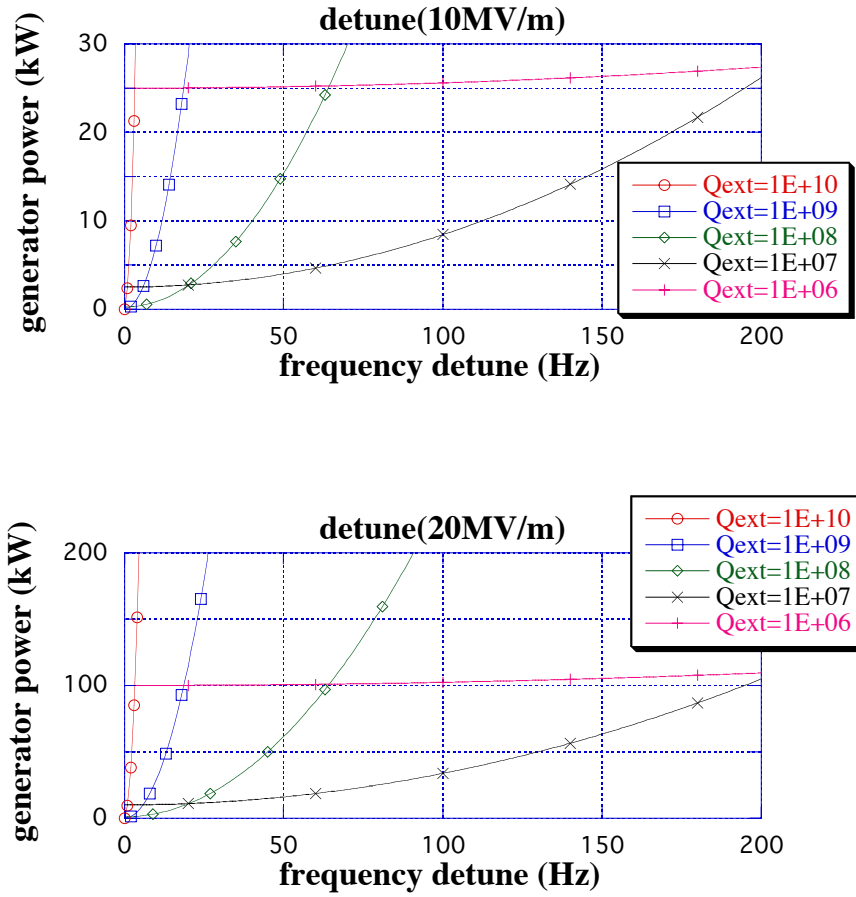 detune(10MV/m)
generator power (kW)
30
20
10
0
0
50
100
150
200
frequency detune (Hz)
Qext=1E+10
Qext=1E+09
Qext=1E+08
Qext=1E+07
Qext=1E+06
detune(20MV/m)
generator power (kW)
200
100
0
0
50
100
150
200
frequency detune (Hz)
Qext=1E+10
Qext=1E+09
Qext=1E+08
Qext=1E+07
Qext=1E+06